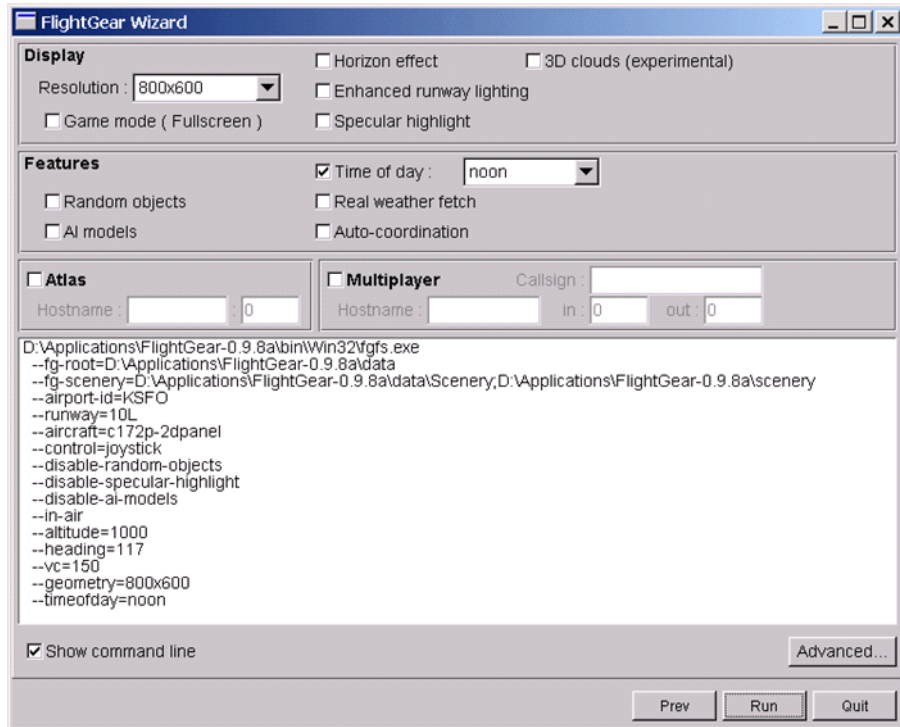 FlightGear Wizard
Display
Horizon effect
3D clouds (experimental)
Resolution : 800x600
Enhanced runway lighting
Game mode ( Fullscreen )
Specular highlight
Features
Time of day : noon
Random objects
Real weather fetch
AI models
Auto-coordination
Atlas
Hostname : : 0
Multiplayer
Callsign :
Hostname : in : 0 out : 0
D:\Applications\FlightGear-0.9.8a\bin\Win32\fgfs.exe
--fg-root=D:\Applications\FlightGear-0.9.8a\data
--fg-scenery=D:\Applications\FlightGear-0.9.8a\data\Scenery;D:\Applications\FlightGear-0.9.8a\scenery
--airport-id=KSFO
--runway=10L
--aircraft=c172p-2dpanel
--control=joystick
--disable-random-objects
--disable-specular-highlight
--disable-ai-models
--in-air
--altitude=1000
--heading=117
--vc=150
--geometry=800x600
--timeofday=noon
Show command line
Advanced...
Prev
Run
Quit